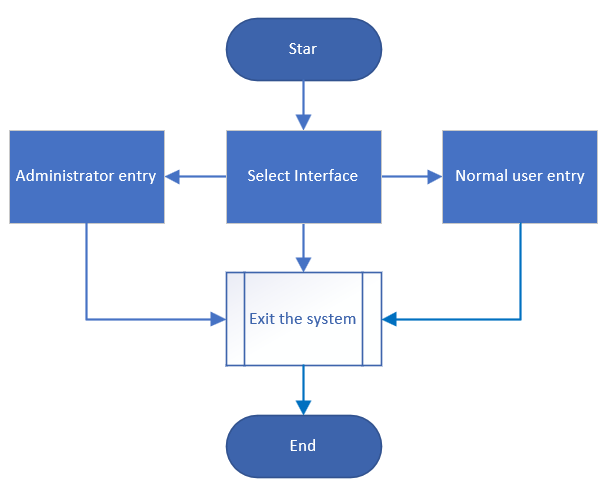 Star
Administrator entry
Select Interface
Normal user entry
Exit the system
End